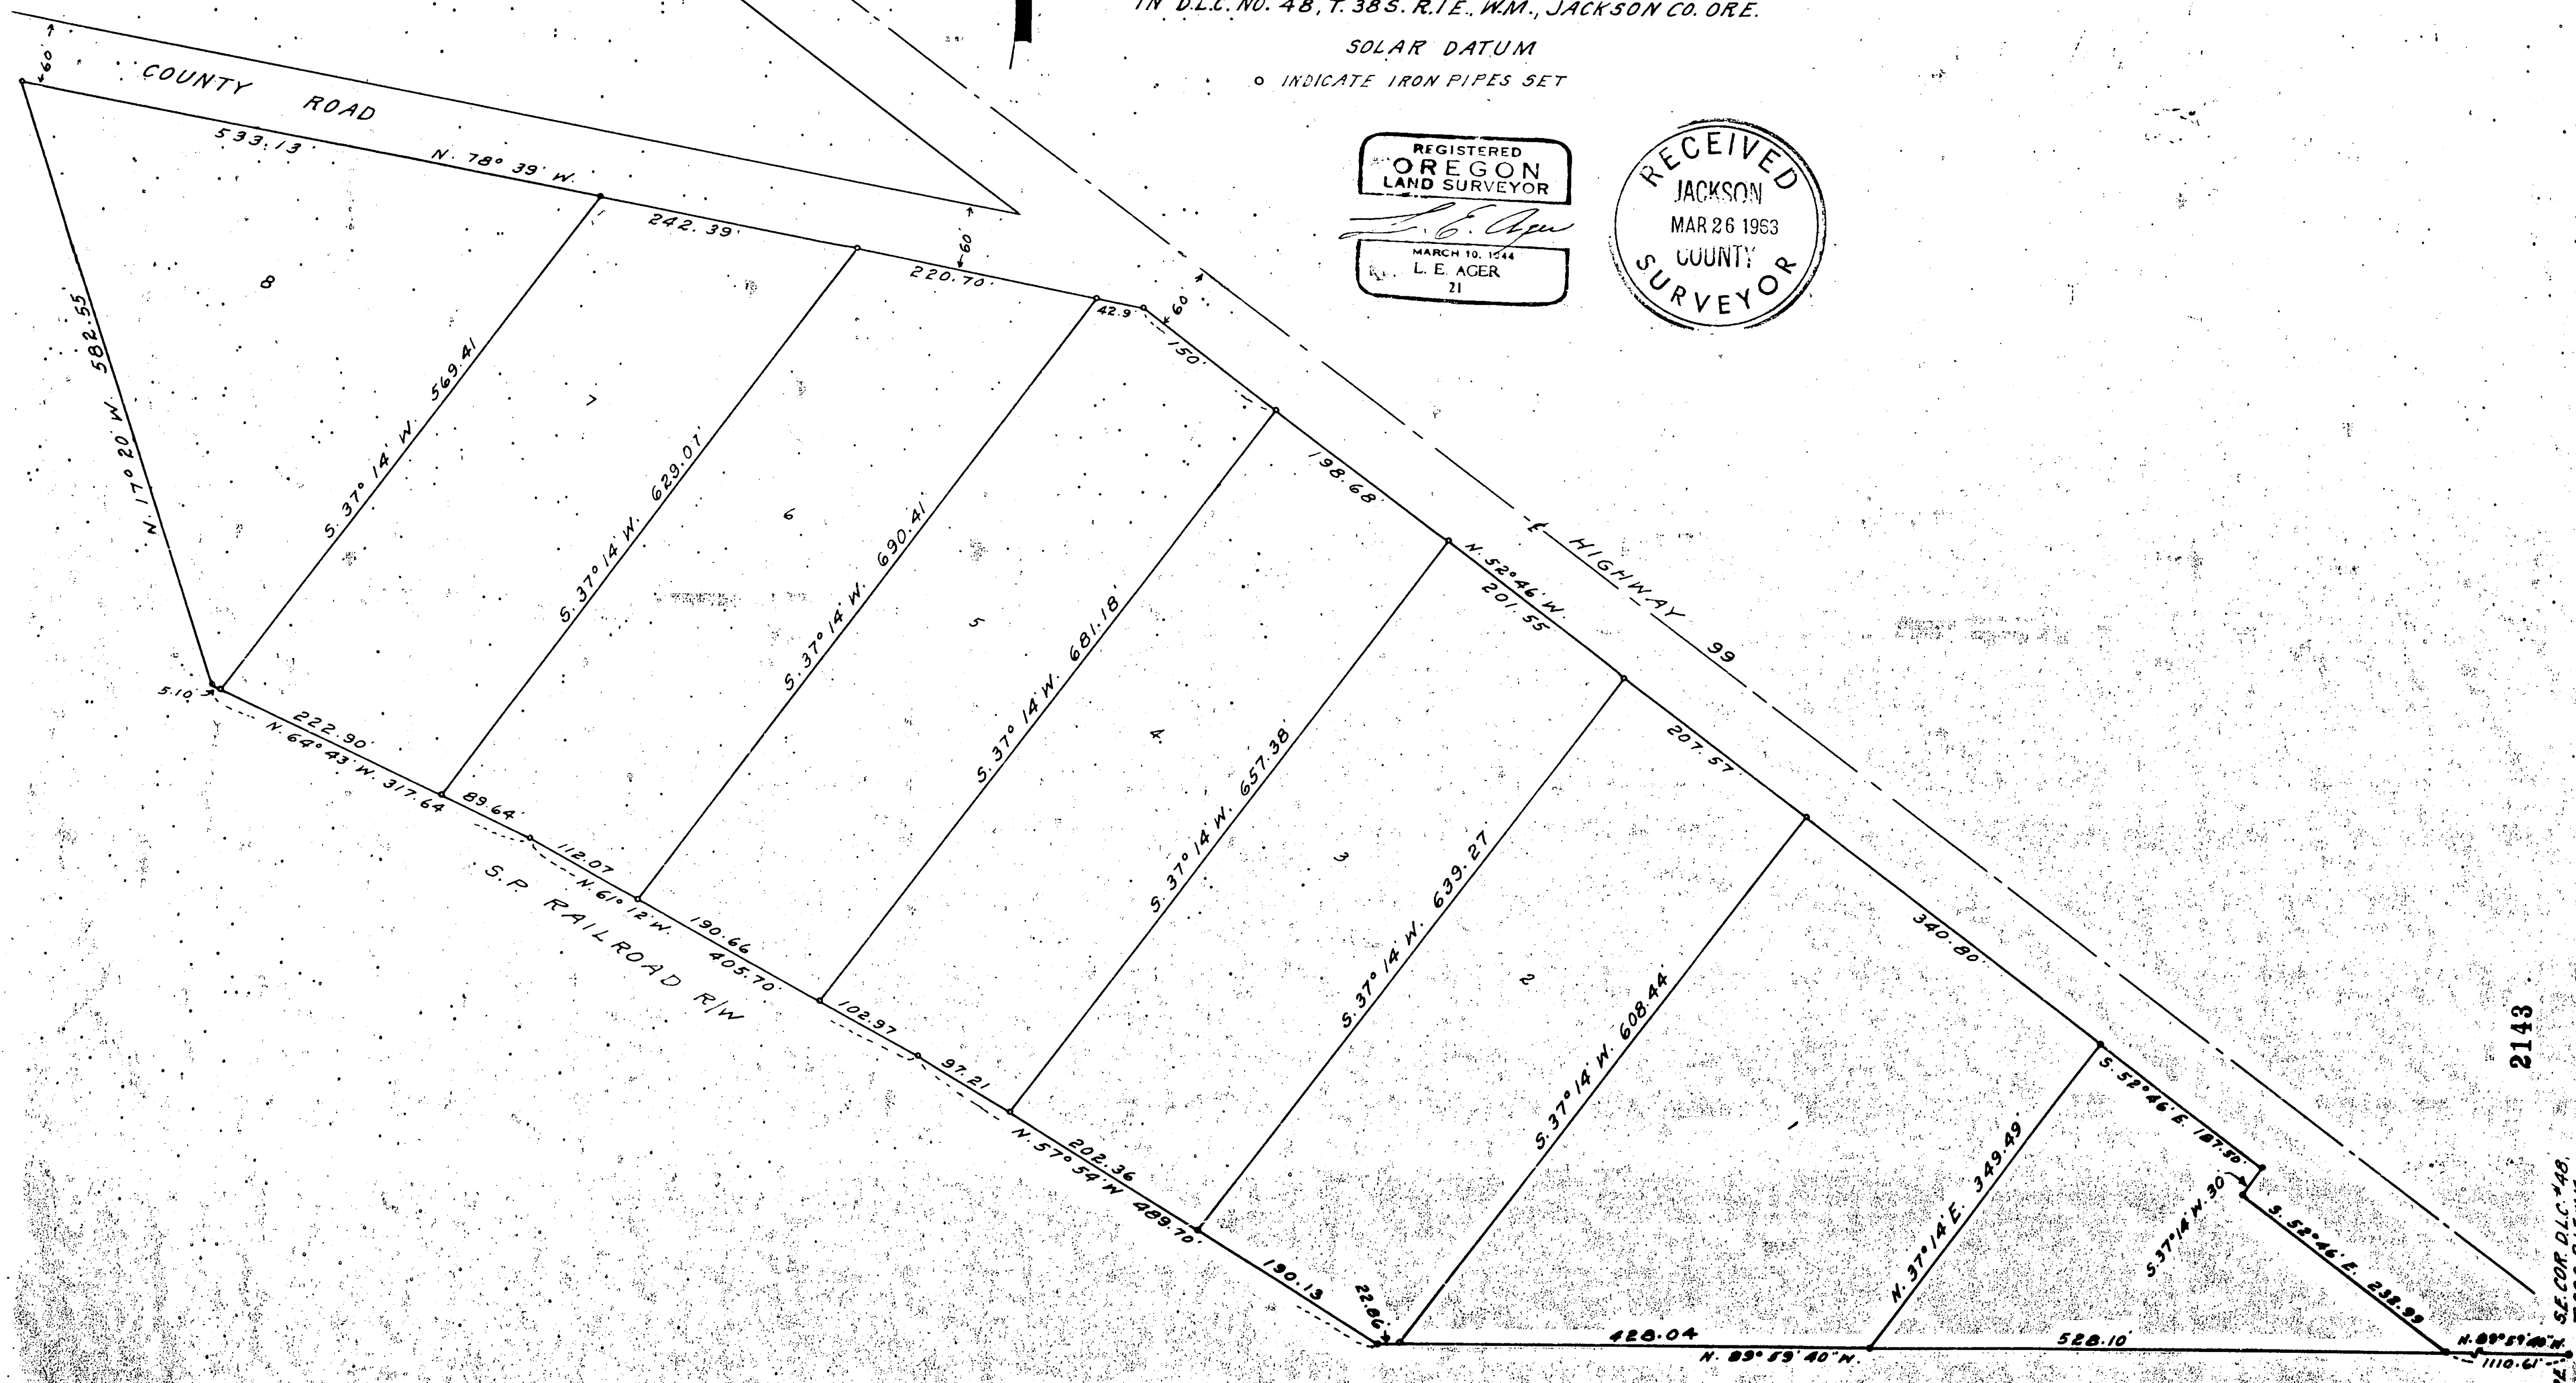 IN D.L.C. NO. 48, T. 38 S. R. 1 E., W.M., JACKSON CO. ORE.
SOLAR DATUM
o INDICATE IRON PIPES SET
REGISTERED
OREGON
LAND SURVEYOR
L. E. Ager
MARCH 10, 1944
L. E. AGER
21
RECEIVED
JACKSON
MAR 26 1963
COUNTY
SURVEYOR
60'
COUNTY ROAD
533.13'
N. 78° 39' W.
242.39'
220.70'
60'
42.9'
60'
150'
198.68'
N. 52° 46' W.
201.55
℄ HIGHWAY 99
207.57'
340.80'
S. 52° 46' E. 187.50'
S. 37° 14' W. 30'
S. 52° 46' E. 238.99
N. 89° 59' 40" W.
1110.61'
N. 17° 20' W. 582.55'
8
S. 37° 14' W. 569.41
7
S. 37° 14' W. 629.07'
6
S. 37° 14' W. 690.41'
5
S. 37° 14' W. 681.18'
4
S. 37° 14' W. 657.38'
3
S. 37° 14' W. 639.27'
2
S. 37° 14' W. 608.44'
N. 37° 14' E. 349.49'
5.10'
222.90'
N. 64° 43' W. 317.64
89.64'
112.07
N. 61° 12' W.
190.66
405.70'
S.P. RAILROAD R/W
102.97
97.21
202.36
N. 57° 54' W 489.70'
190.13
22.66'
428.04
N. 89° 59' 40" W.
528.10'
2143
S.E. COR. D.L.C. #48,